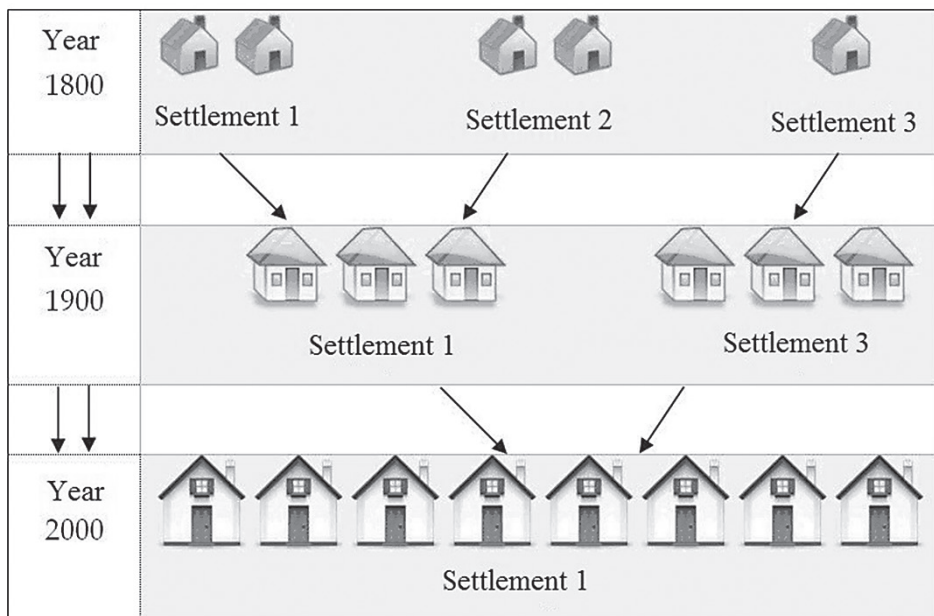 Year
1800
Settlement 1
Settlement 2
Settlement 3
Year
1900
Settlement 1
Settlement 3
Year
2000
Settlement 1